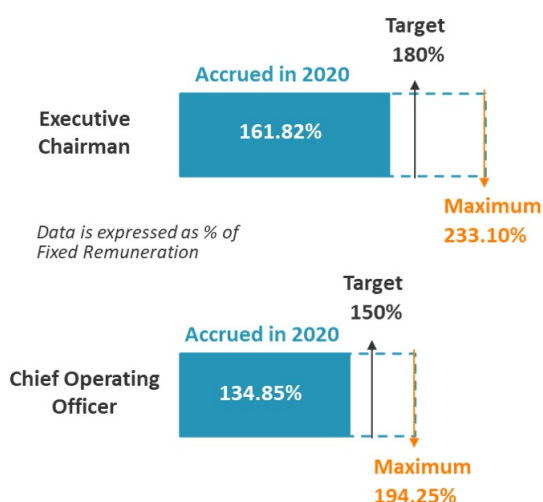 Target
180%
Accrued in 2020
161.82%
Executive
Chairman
Maximum
233.10%
Data is expressed as % of
Fixed Remuneration
Target
150%
Accrued in 2020
134.85%
Chief Operating
Officer
Maximum
194.25%